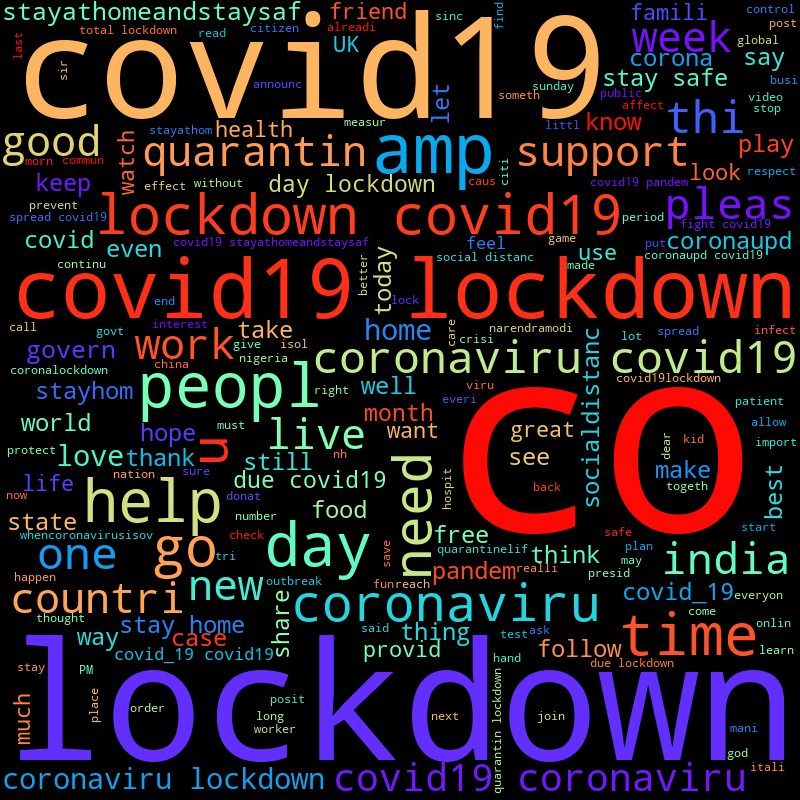 stayathomeandstaysaf
friend
sinc
find
famili
control
post
total lockdown
citizen
alreadi
read
UK
covid19
week
global
corona
say
last
sir
announc
let
someth
sunday
stay safe
public
video
busi
stop
affect
good
watch
stayathom
health
measur
littl
know
thi
play
morn
commun
quarantin
amp
support
citi
look
respect
keep
effect
without
day lockdown
caus
covid19 pandem
prevent
spread covid19
lockdown covid19
period
pleas
fight covid19
covid
even
covid19 stayathomeandstaysaf
feel
game
put
use
coronaupd
social distanc
made
coronaupd covid19
continu
better
today
covid19 lockdown
end
lock
interest
call
govt
work
take
home
care
narendramodi
lot
spread
infect
crisi
govern
give
isol
nigeria
china
coronaviru covid19
coronalockdown
stayhom
peopl
right
well
viru
everi
covid19lockdown
socialdistanc
patient
world
month
allow
must
want
great
co
love
hope
u
live
see
dear
kid
import
protect
thank
still
nh
make
best
nation
sure
due covid19
need
hospit
back
togeth
life
help
donat
now
state
number
food
start
whencoronavirusisov
check
one
go
tri
day
save
free
quarantinelif
safe
plan
think
may
india
happen
new
outbreak
funreach
pandem
realli
presid
countri
coronaviru
covid_19
everyon
thought
stay home
share
come
onlin
way
case
said
thing
test
ask
time
learn
covid_19 covid19
provid
follow
stay
PM
hand
due lockdown
lockdown
much
place
order
posit
long
worker
next
quarantin lockdown
join
mani
god
itali
coronaviru lockdown
covid19 coronaviru